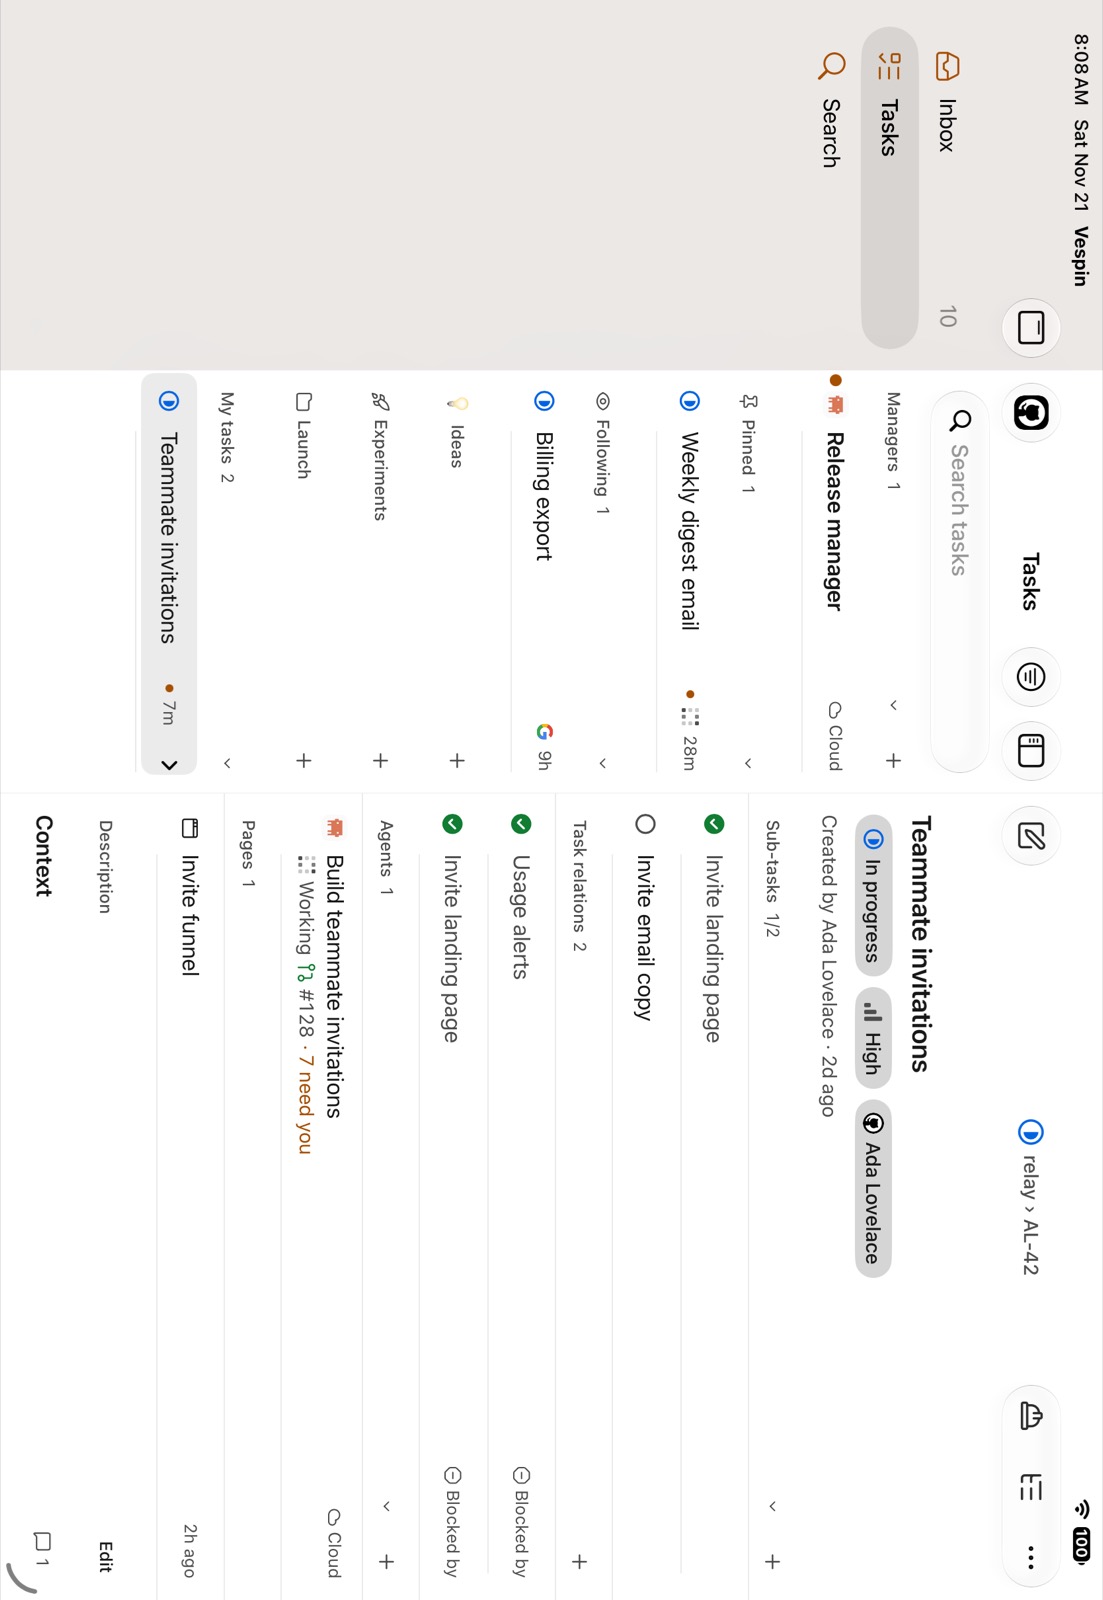 8:08 AM Sat Nov 21 Vespin
100
Inbox 10
Tasks
Search
Tasks
Search tasks
Managers 1
Release manager Cloud
Pinned 1
Weekly digest email 28m
Following 1
Billing export 9h
Ideas
Experiments
Launch
My tasks 2
Teammate invitations 7m
relay › AL-42
Teammate invitations
In progress High Ada Lovelace
Created by Ada Lovelace · 2d ago
Sub-tasks 1/2
Invite landing page
Invite email copy
Task relations 2
Usage alerts Blocked by
Invite landing page Blocked by
Agents 1
Build teammate invitations Cloud
Working #128 · 7 need you
Pages 1
Invite funnel 2h ago
Description Edit
Context 1